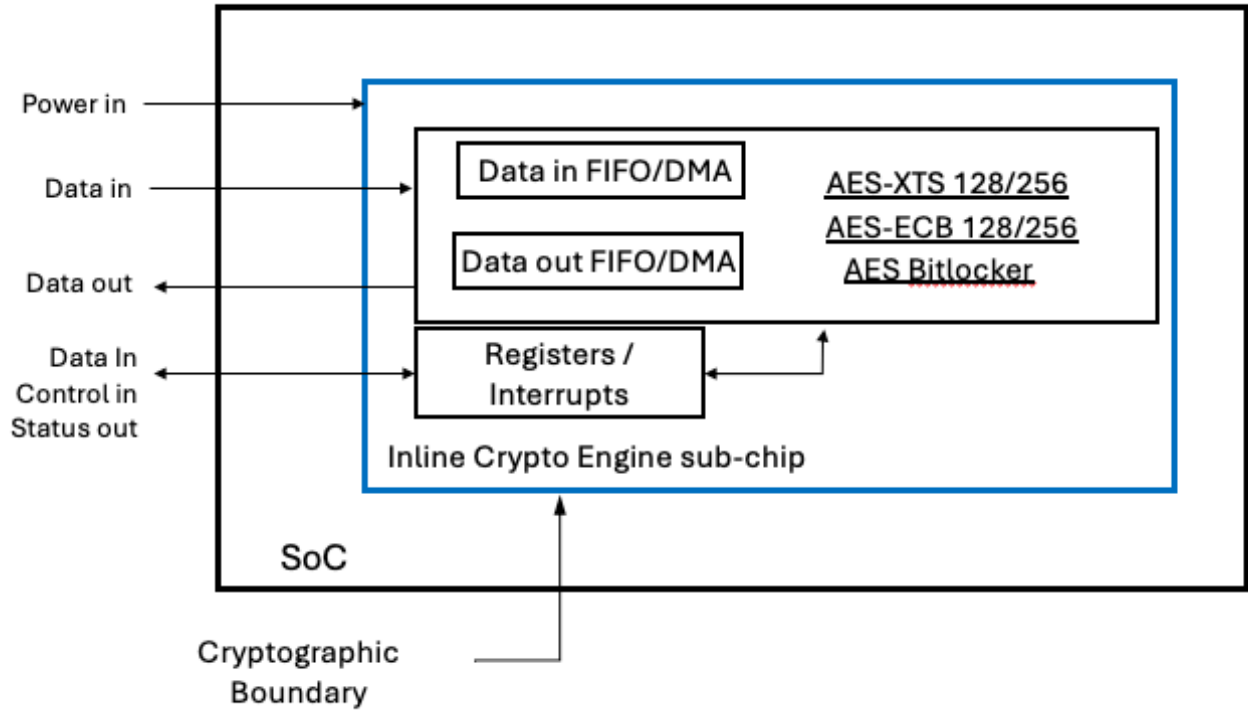 Power in
Data in FIFO/DMA
AES-XTS 128/256
Data in
AES-ECB 128/256
Data out FIFO/DMA
AES Bitlocker
Data out
Registers /
Interrupts
Data In
Control in
Status out
Inline Crypto Engine sub-chip
SoC
Cryptographic
Boundary